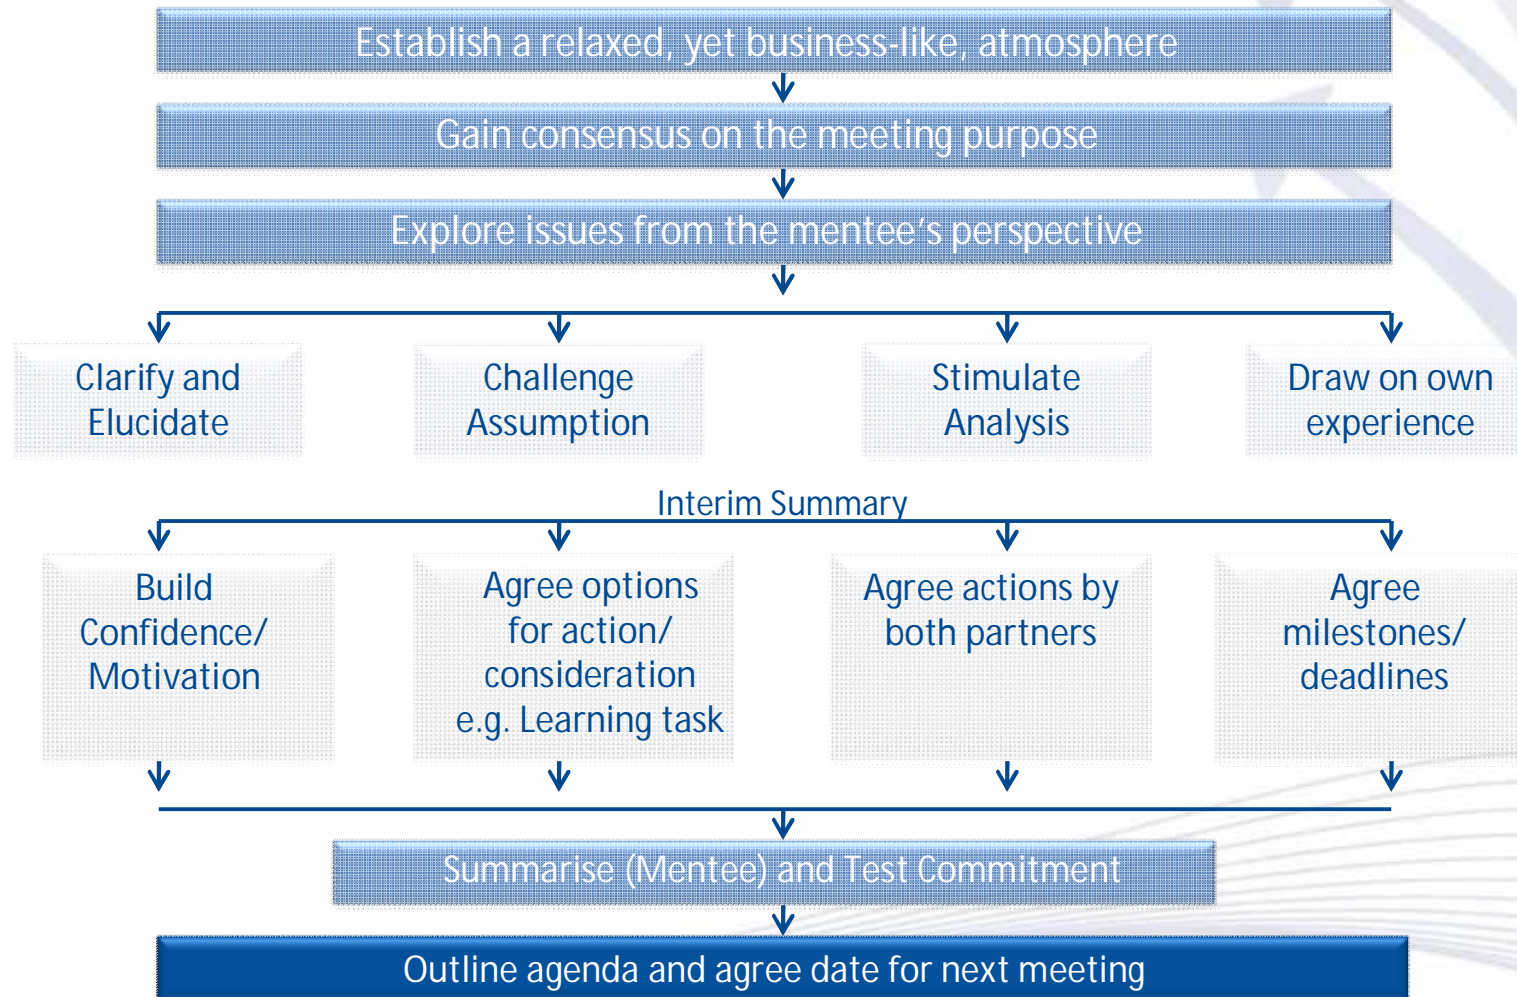 Establish a relaxed, yet business-like, atmosphere
Gain consensus on the meeting purpose
Explore issues from the mentee's perspective
Clarify and
Elucidate
Challenge
Assumption
Stimulate
Analysis
Draw on own
experience
Interim Summary
Build
Confidence/
Motivation
Agree options
for action/
consideration
e.g. Learning task
Agree actions by
both partners
Agree
milestones/
deadlines
Summarise (Mentee) and Test Commitment
Outline agenda and agree date for next meeting